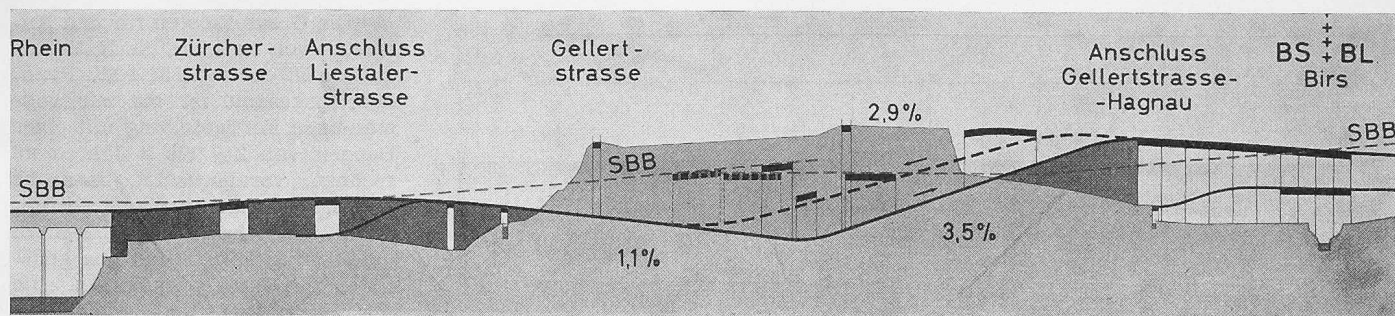 Rhein
Zürcher-
strasse
Anschluss
Liestaler-
strasse
Gellert-
strasse
Anschluss
Gellertstrasse-
-Hagnau
BS BL
Birs
2,9%
SBB
SBB
SBB
1,1%
3,5%